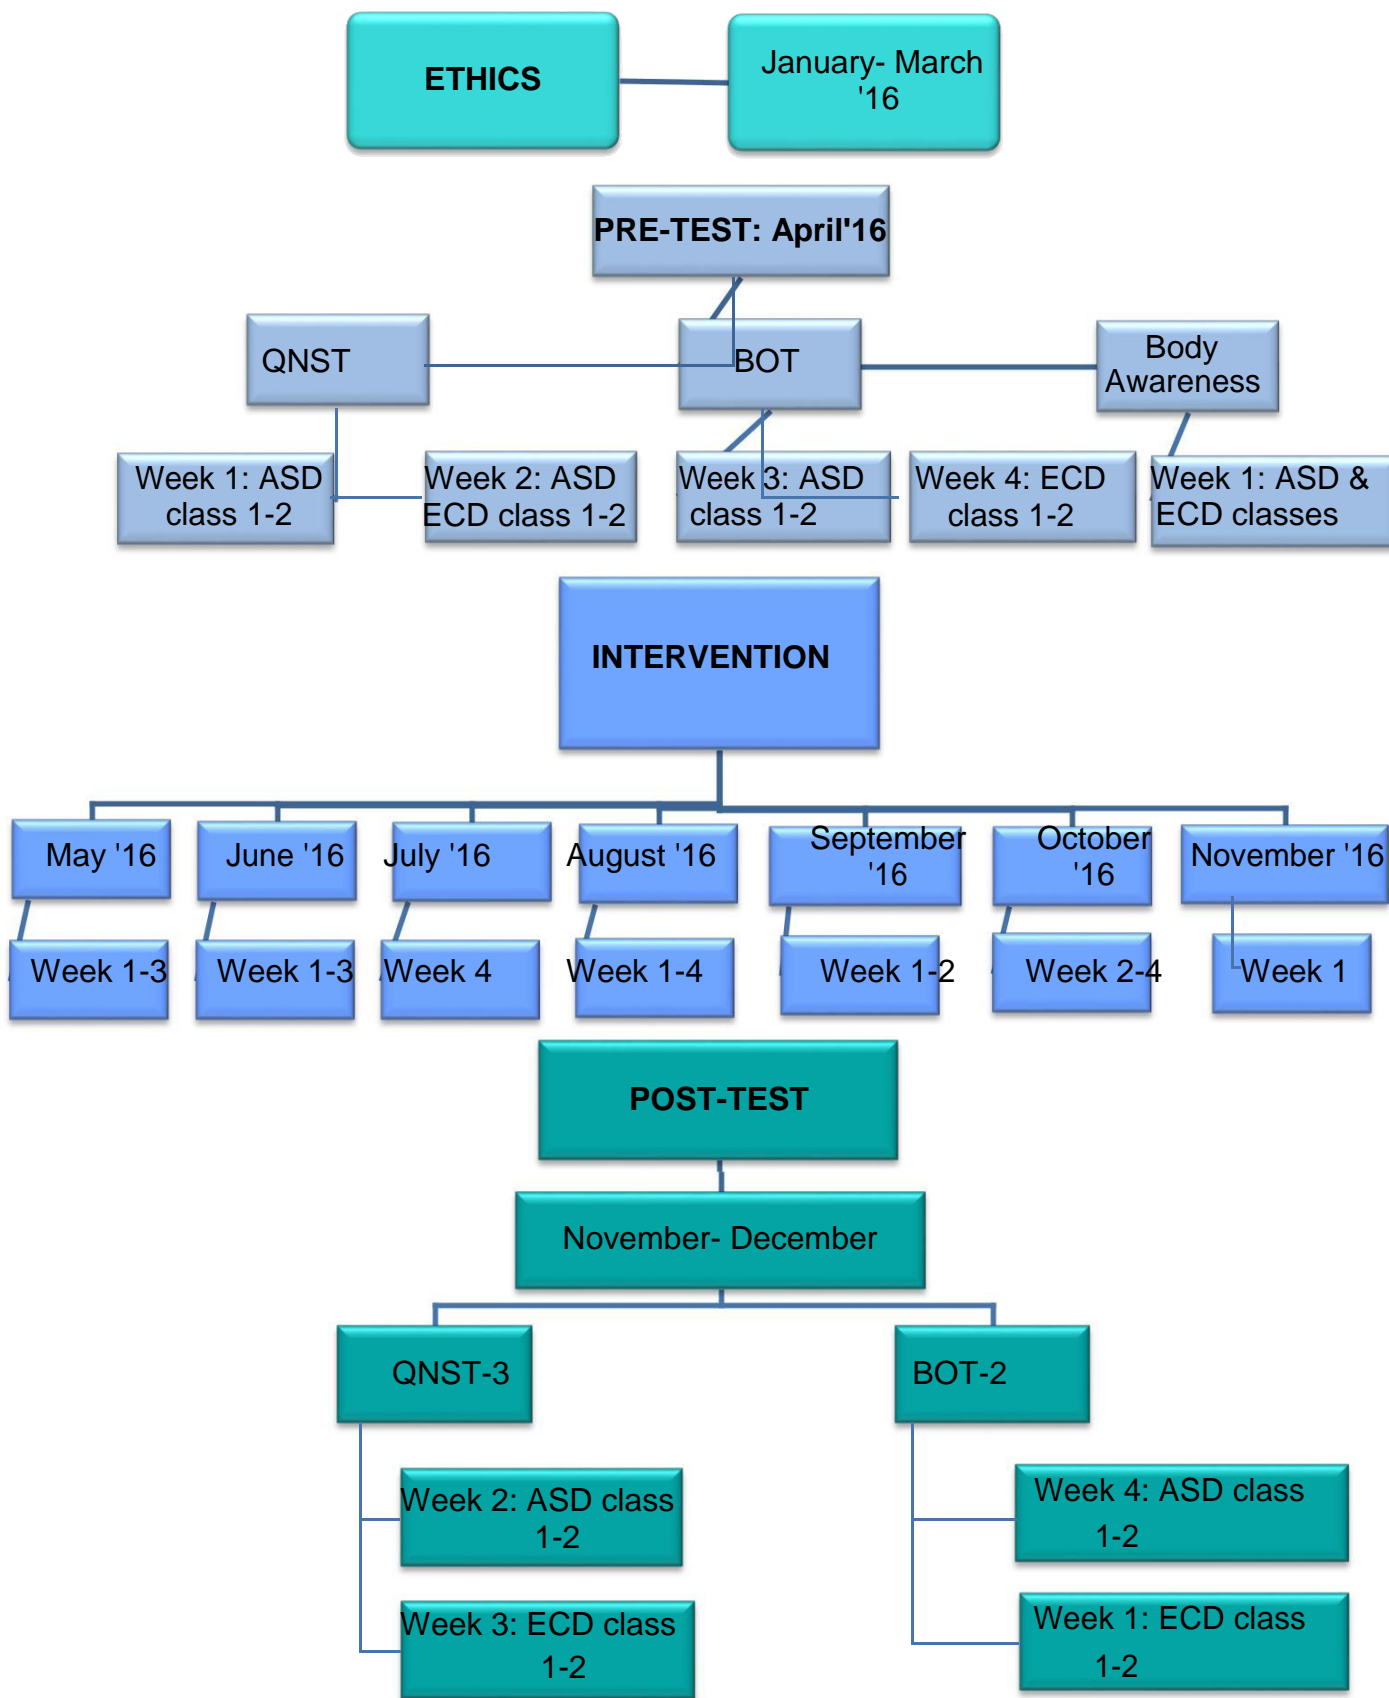 ETHICS
January- March
'16
PRE-TEST: April'16
QNST
BOT
Body
Awareness
Week 1: ASD
class 1-2
Week 2: ASD
ECD class 1-2
Week 3: ASD
class 1-2
Week 4: ECD
class 1-2
Week 1: ASD &
ECD classes
INTERVENTION
May '16
June '16
July '16
August '16
September
'16
October
'16
November '16
Week 1-3
Week 1-3
Week 4
Week 1-4
Week 1-2
Week 2-4
Week 1
POST-TEST
November- December
QNST-3
BOT-2
Week 2: ASD class
1-2
Week 4: ASD class
1-2
Week 3: ECD class
1-2
Week 1: ECD class
1-2